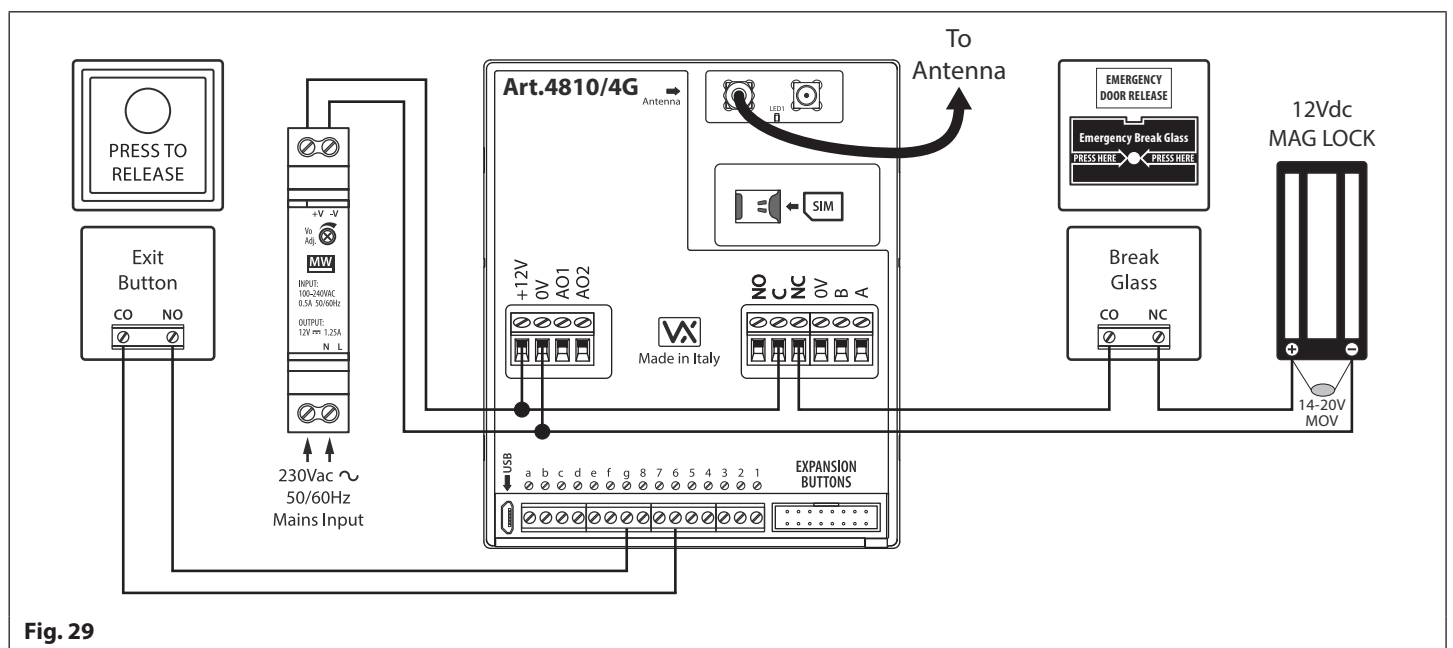 PRESS TO
RELEASE
Exit
Button
CO NO
+V -V
Vo
Adj.
MW
INPUT:
100–240VAC
0.5A 50/60Hz
OUTPUT:
12V ⎓ 1.25A
N L
230Vac ∿
50/60Hz
Mains Input
Art.4810/4G
Antenna
LED1
To
Antenna
SIM
+12V
0V
AO1
AO2
VX
Made in Italy
NO
C
NC
0V
B
A
USB
a b c d e f g 8 7 6 5 4 3 2 1
EXPANSION
BUTTONS
EMERGENCY
DOOR RELEASE
Emergency Break Glass
PRESS HERE PRESS HERE
Break
Glass
CO NC
12Vdc
MAG LOCK
14-20V
MOV
Fig. 29